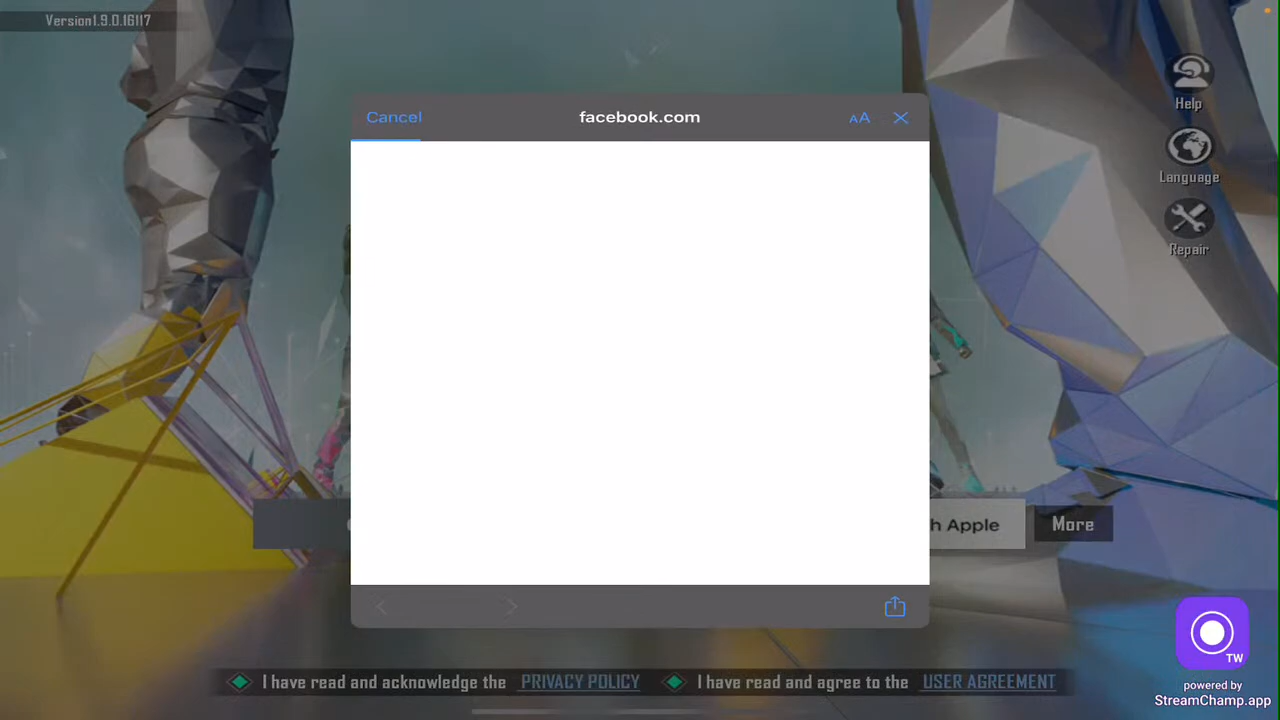 Version1.9.0.16117
Cancel
facebook.com
AA
Help
Language
Repair
h Apple
More
I have read and acknowledge the PRIVACY POLICY
I have read and agree to the USER AGREEMENT
TW
powered by
StreamChamp.app